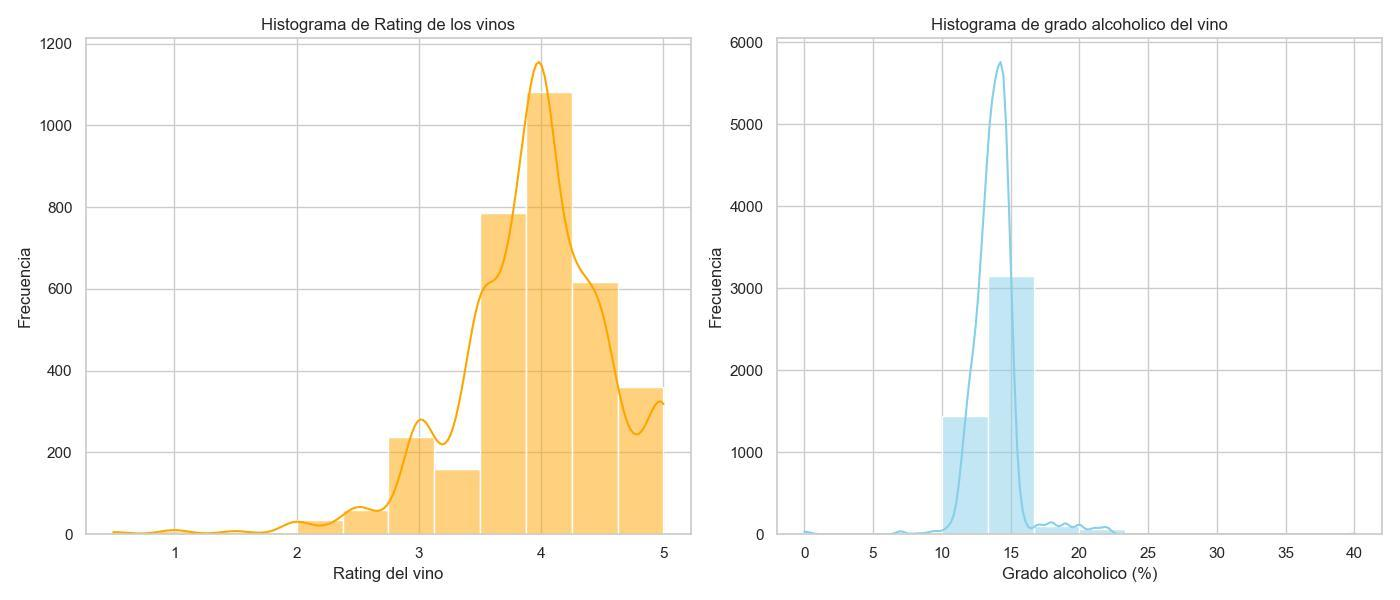 Histograma de Rating de los vinos
1200
1000
800
600
400
200
0
Frecuencia
1 2 3 4 5
Rating del vino
Histograma de grado alcoholico del vino
6000
5000
4000
3000
2000
1000
0
Frecuencia
0 5 10 15 20 25 30 35 40
Grado alcoholico (%)